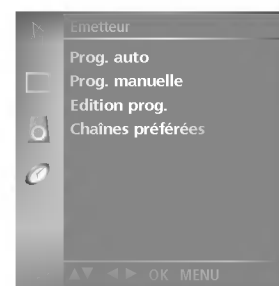 Emetteur
Prog. auto
Prog. manuelle
Edition prog.
Chaînes préférées
▲▼ ◄► OK MENU